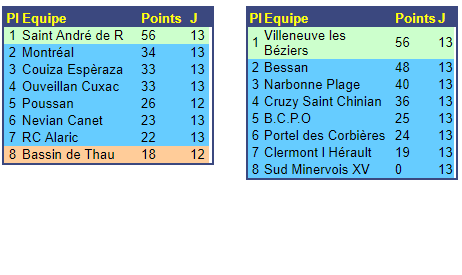 Pl Equipe Points J
1 Saint André de R 56 13
2 Montréal 34 13
3 Couiza Espèraza 33 13
4 Ouveillan Cuxac 33 13
5 Poussan 26 12
6 Nevian Canet 23 13
7 RC Alaric 22 13
8 Bassin de Thau 18 12
Pl Equipe Points J
1 Villeneuve les Béziers 56 13
2 Bessan 48 13
3 Narbonne Plage 40 13
4 Cruzy Saint Chinian 36 13
5 B.C.P.O 25 13
6 Portel des Corbières 24 13
7 Clermont l Hérault 19 13
8 Sud Minervois XV 0 13